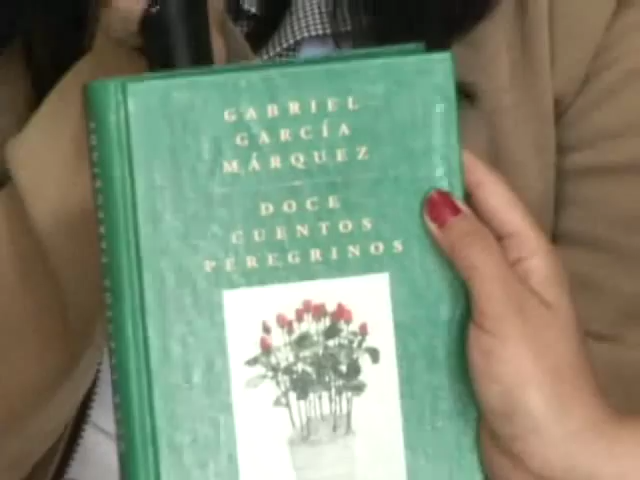 GABRIEL
GARCÍA
MÁRQUEZ
DOCE
CUENTOS
PEREGRINOS